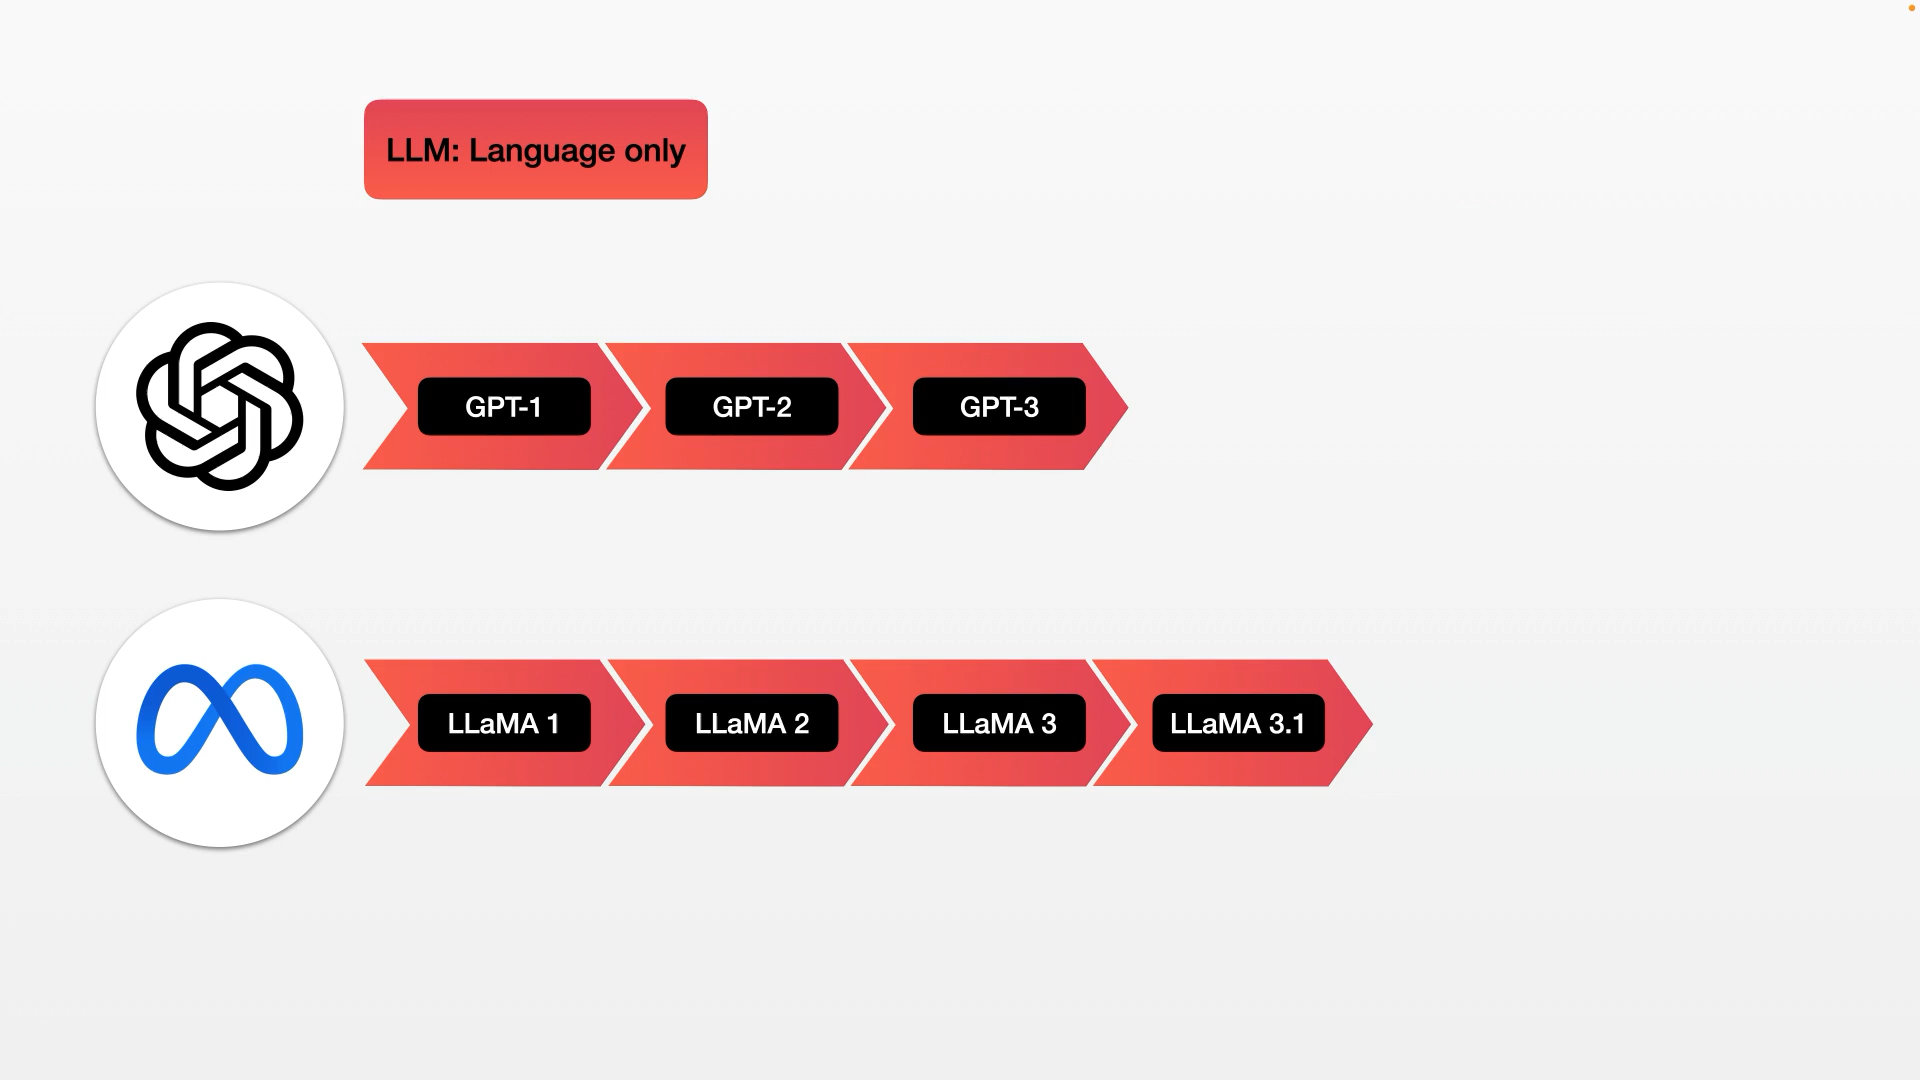 LLM: Language only
GPT-1
GPT-2
GPT-3
LLaMA 1
LLaMA 2
LLaMA 3
LLaMA 3.1